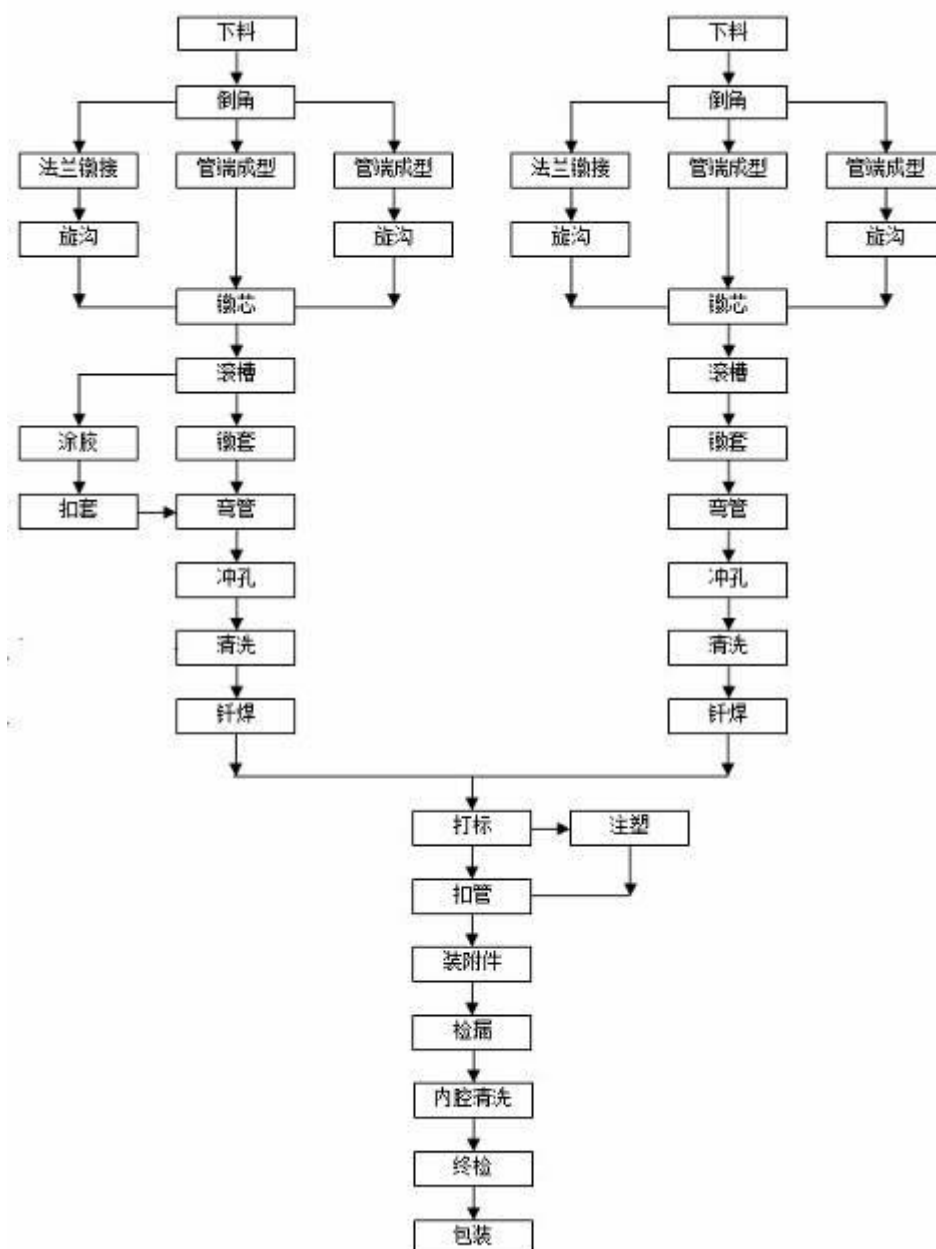 下料
下料
倒角
倒角
法兰镦接
管端成型
管端成型
法兰镦接
管端成型
管端成型
旋沟
旋沟
旋沟
旋沟
镦芯
镦芯
滚槽
滚槽
涂胶
镦套
镦套
扣套
弯管
弯管
冲孔
冲孔
清洗
清洗
钎焊
钎焊
打标
注塑
扣管
装附件
检漏
内腔清洗
终检
包装